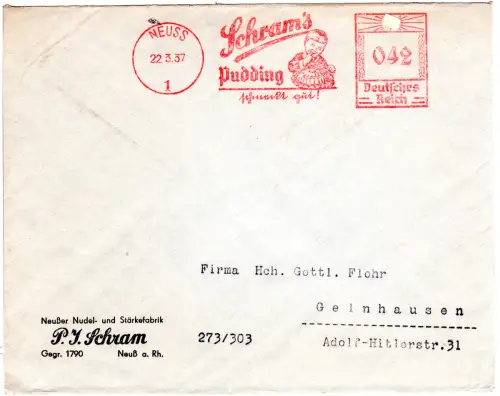 NEUSS
22.3.37
1
Schram's
Pudding
schmeckt gut!
042
Deutsches
Reich
Firma Hch. Gottl. Flohr
Gelnhausen
Adolf-Hitlerstr.31
273/303
Neußer Nudel- und Stärkefabrik
P. J. Schram
Gegr. 1790 Neuß a. Rh.